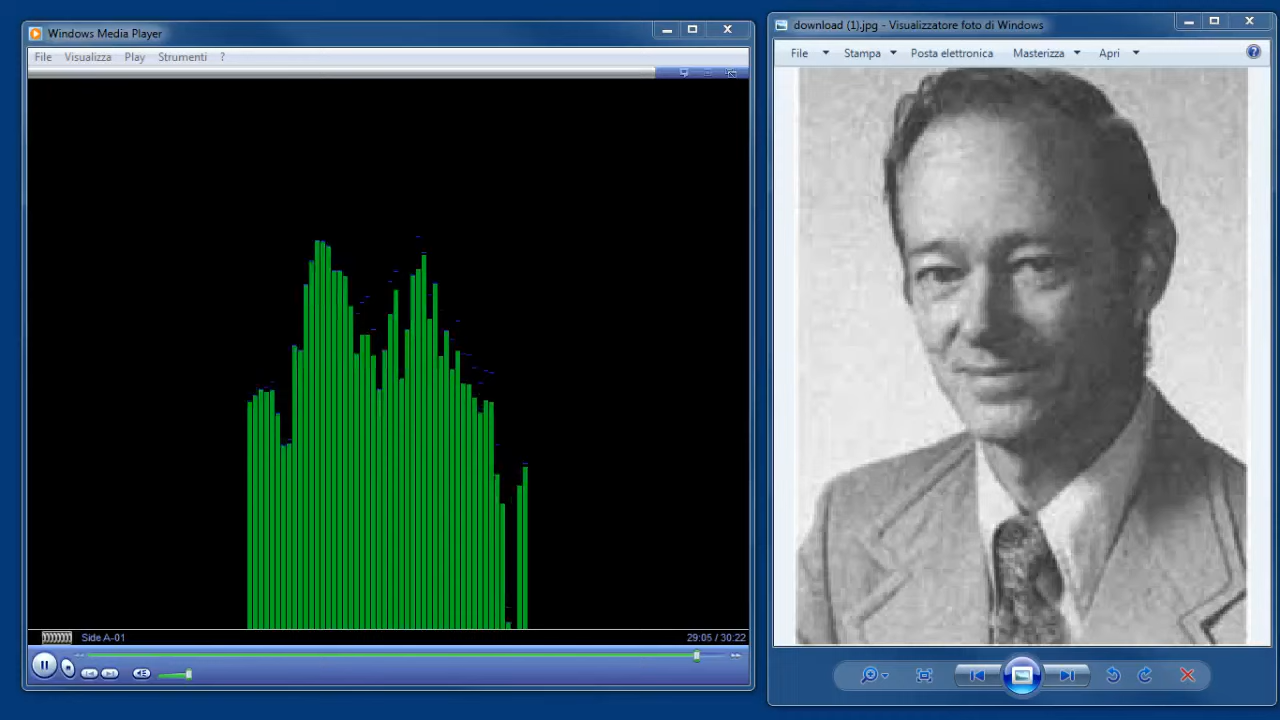 Windows Media Player
File Visualizza Play Strumenti ?
Side A-01
29:05 / 30:22
download (1).jpg - Visualizzatore foto di Windows
File Stampa Posta elettronica Masterizza Apri ?